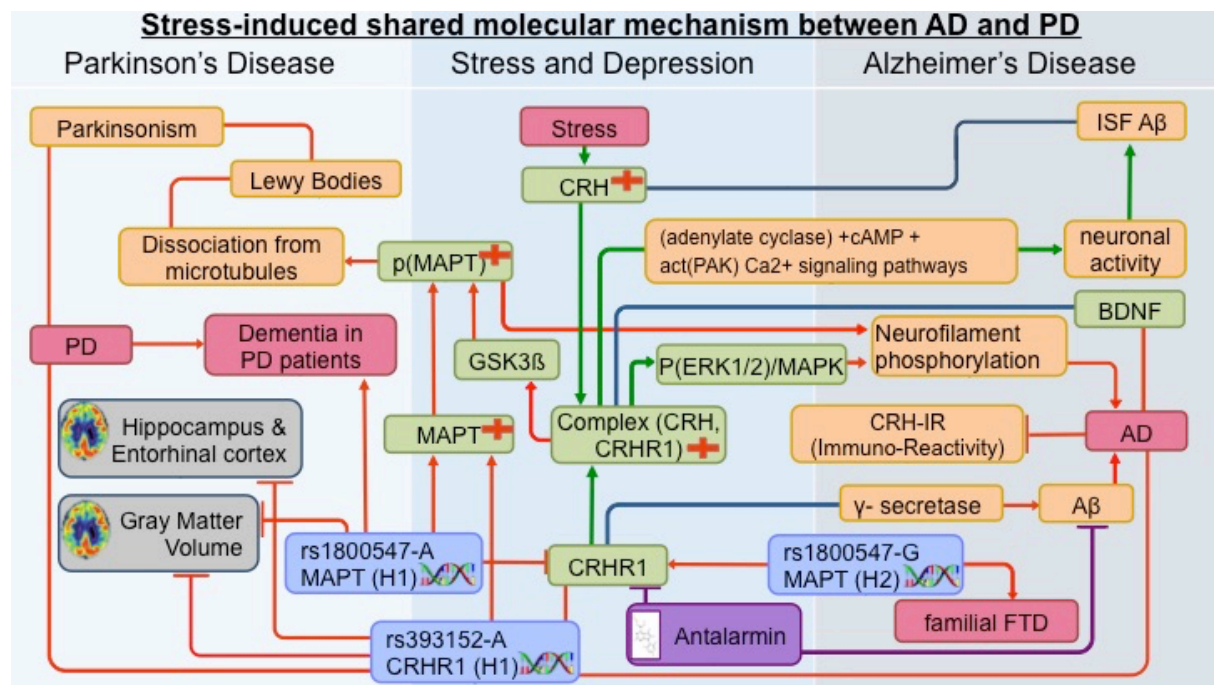 Stress-induced shared molecular mechanism between AD and PD
Parkinson's Disease
Stress and Depression
Alzheimer's Disease
Parkinsonism
Lewy Bodies
Dissociation from
microtubules
PD
Dementia in
PD patients
Hippocampus &
Entorhinal cortex
Gray Matter
Volume
rs1800547-A
MAPT (H1)
rs393152-A
CRHR1 (H1)
Stress
CRH
p(MAPT)
GSK3ß
MAPT
Complex (CRH,
CRHR1)
CRHR1
Antalarmin
(adenylate cyclase) +cAMP +
act(PAK) Ca2+ signaling pathways
P(ERK1/2)/MAPK
ISF Aβ
neuronal
activity
BDNF
Neurofilament
phosphorylation
CRH-IR
(Immuno-Reactivity)
AD
γ- secretase
Aβ
rs1800547-G
MAPT (H2)
familial FTD